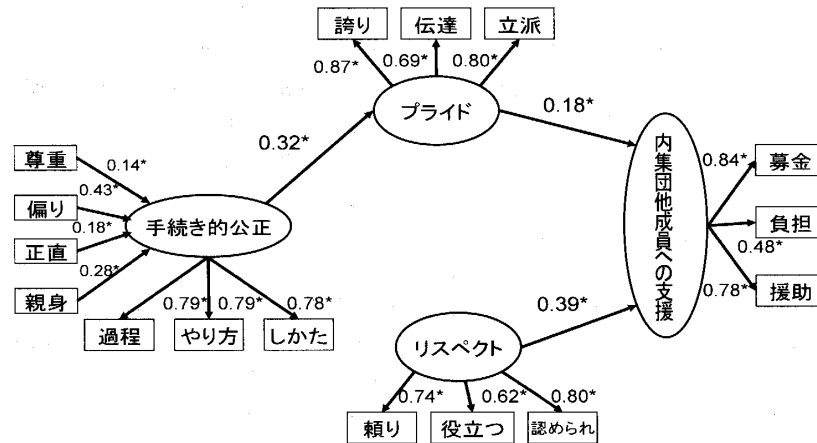 誇り
伝達
立派
0.87*
0.69*
0.80*
プライド
0.18*
0.32*
内集団他成員への支援
0.84*
募金
負担
0.48*
0.78*
援助
尊重
0.14*
0.43*
偏り
0.18*
正直
0.28*
親身
手続き的公正
0.79*
0.79*
0.78*
過程
やり方
しかた
0.39*
リスペクト
0.74*
0.62*
0.80*
頼り
役立つ
認められ